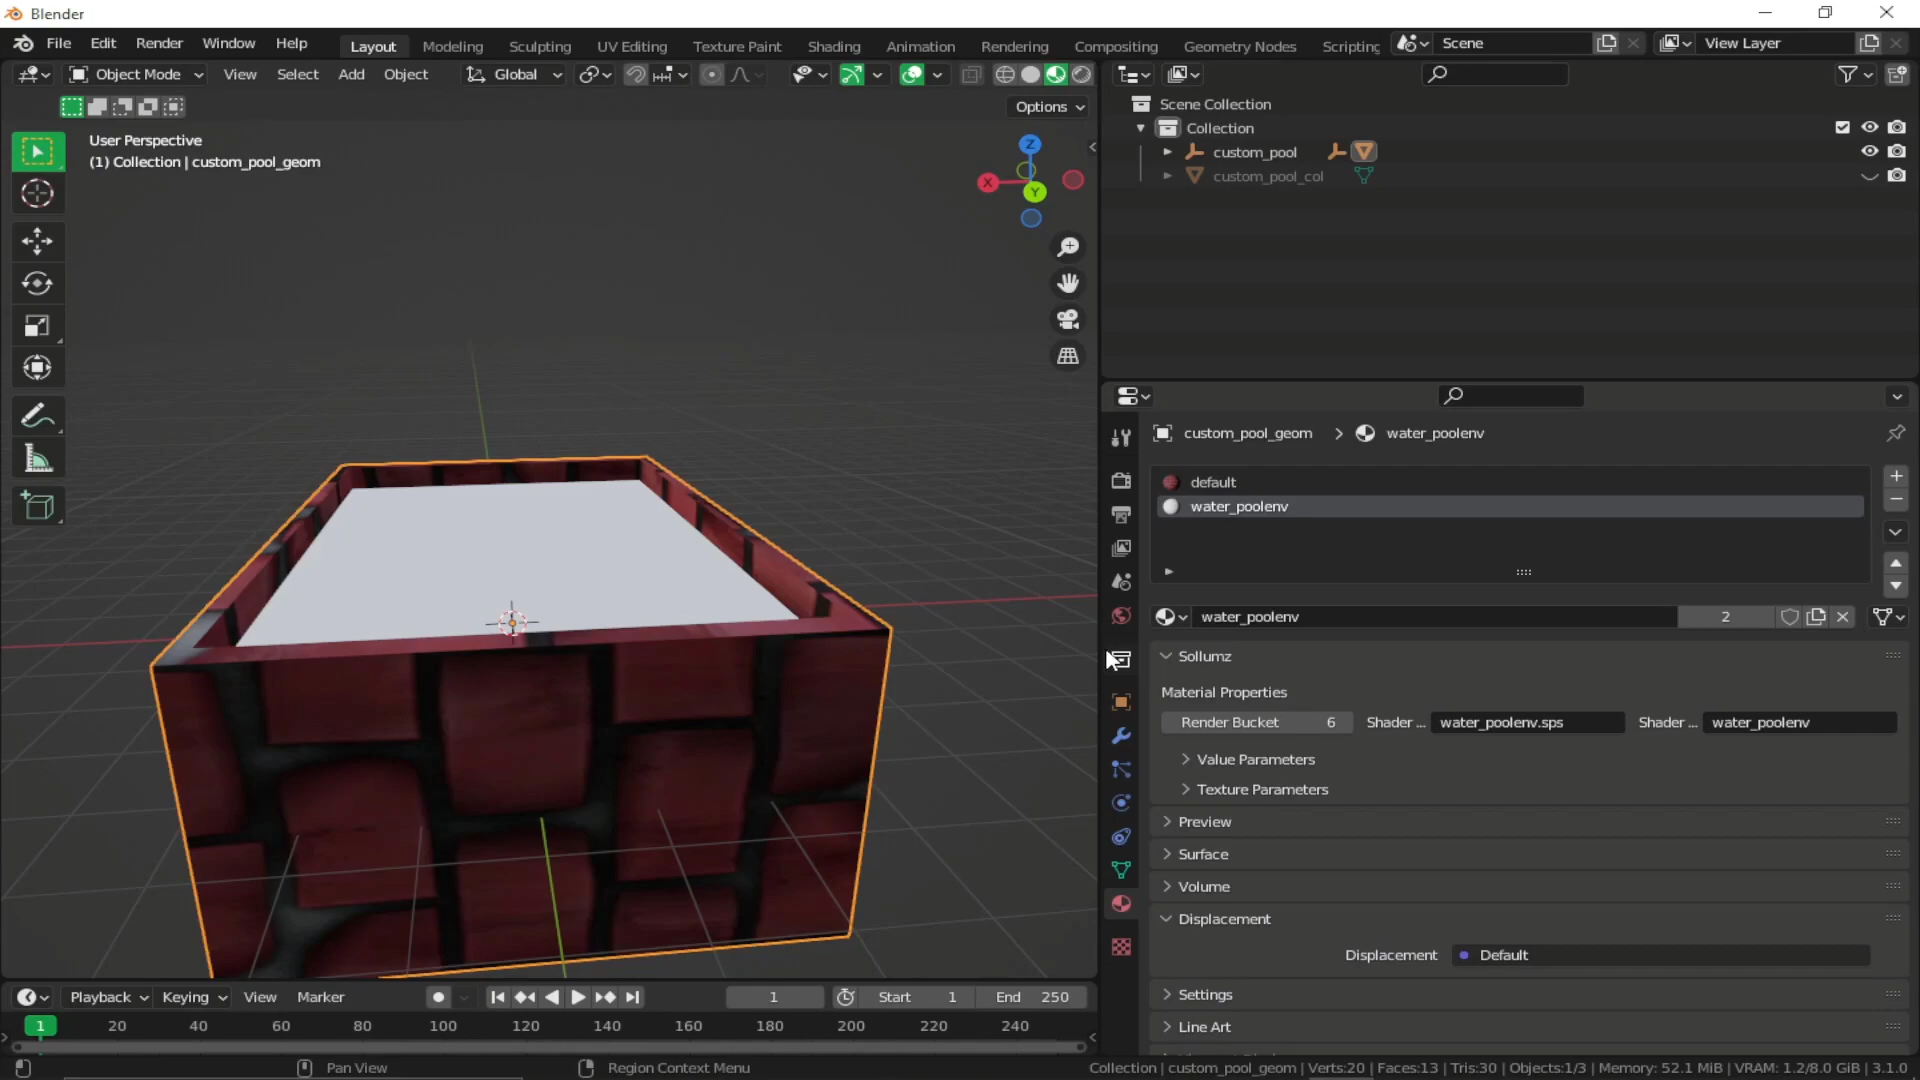 Blender
File Edit Render Window Help
Layout Modeling Sculpting UV Editing Texture Paint Shading Animation Rendering Compositing Geometry Nodes Scripting
Scene
View Layer
Object Mode View Select Add Object Global
Options
User Perspective
(1) Collection | custom_pool_geom
Z
X
Y
Scene Collection
Collection
custom_pool
custom_pool_col
custom_pool_geom > water_poolenv
default
water_poolenv
water_poolenv 2
Sollumz
Material Properties
Render Bucket 6 Shader ... water_poolenv.sps Shader ... water_poolenv
Value Parameters
Texture Parameters
Preview
Surface
Volume
Displacement
Displacement Default
Settings
Line Art
Playback Keying View Marker
1 Start 1 End 250
1 20 40 60 80 100 120 140 160 180 200 220 240
Pan View
Region Context Menu
Collection | custom_pool_geom | Verts:20 | Faces:13 | Tris:30 | Objects:1/3 | Memory: 52.1 MiB | VRAM: 1.2/8.0 GiB | 3.1.0